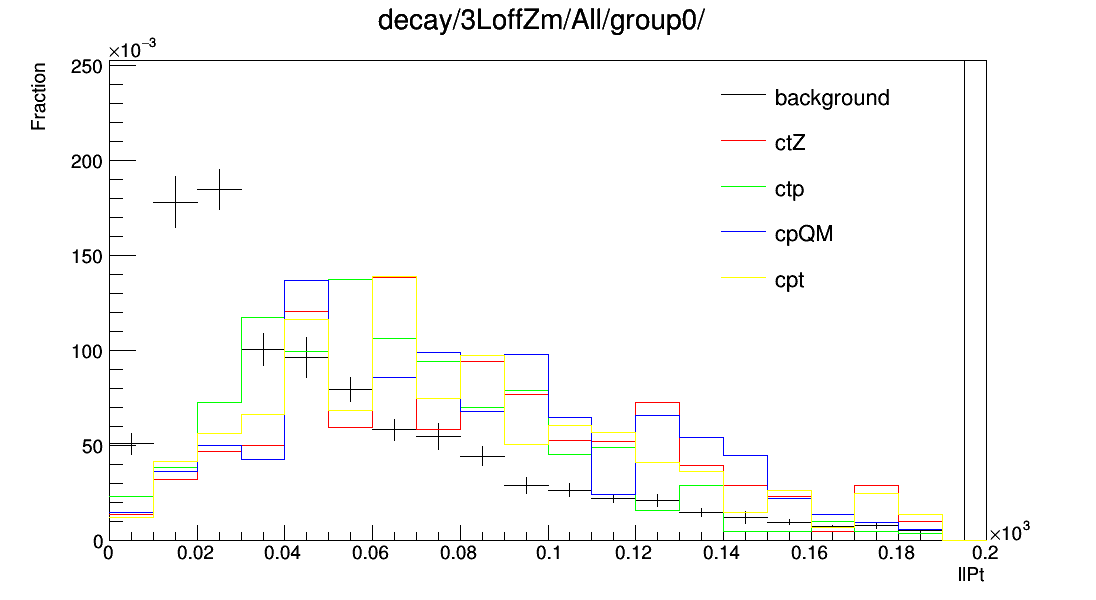 decay/3LoffZm/All/group0/
×10⁻³
Fraction
250
200
150
100
50
0
background
ctZ
ctp
cpQM
cpt
0 0.02 0.04 0.06 0.08 0.1 0.12 0.14 0.16 0.18 0.2
×10³
llPt